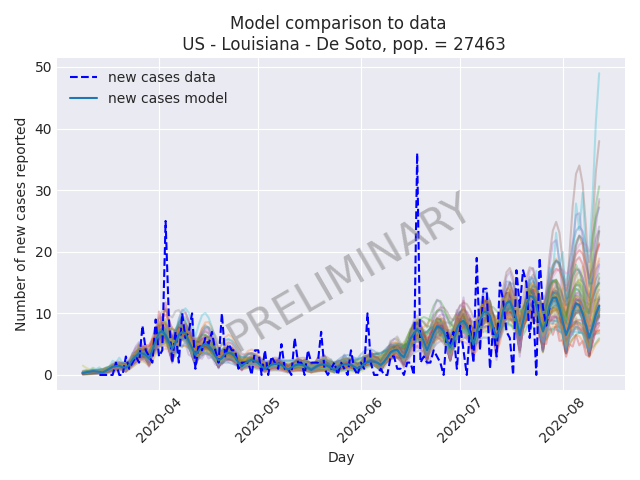 Model comparison to data
US - Louisiana - De Soto, pop. = 27463
new cases data
new cases model
PRELIMINARY
Number of new cases reported
50
40
30
20
10
0
2020-04
2020-05
2020-06
2020-07
2020-08
Day